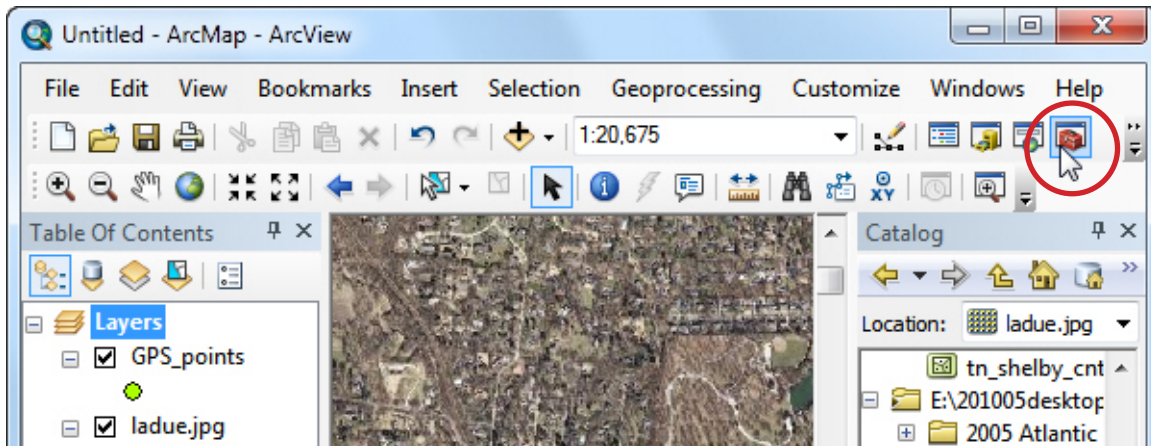 Untitled - ArcMap - ArcView
File Edit View Bookmarks Insert Selection Geoprocessing Customize Windows Help
1:20,675
XY
Table Of Contents
Catalog
Layers
Location: ladue.jpg
GPS_points
tn_shelby_cnt
E:\201005desktop
ladue.jpg
2005 Atlantic